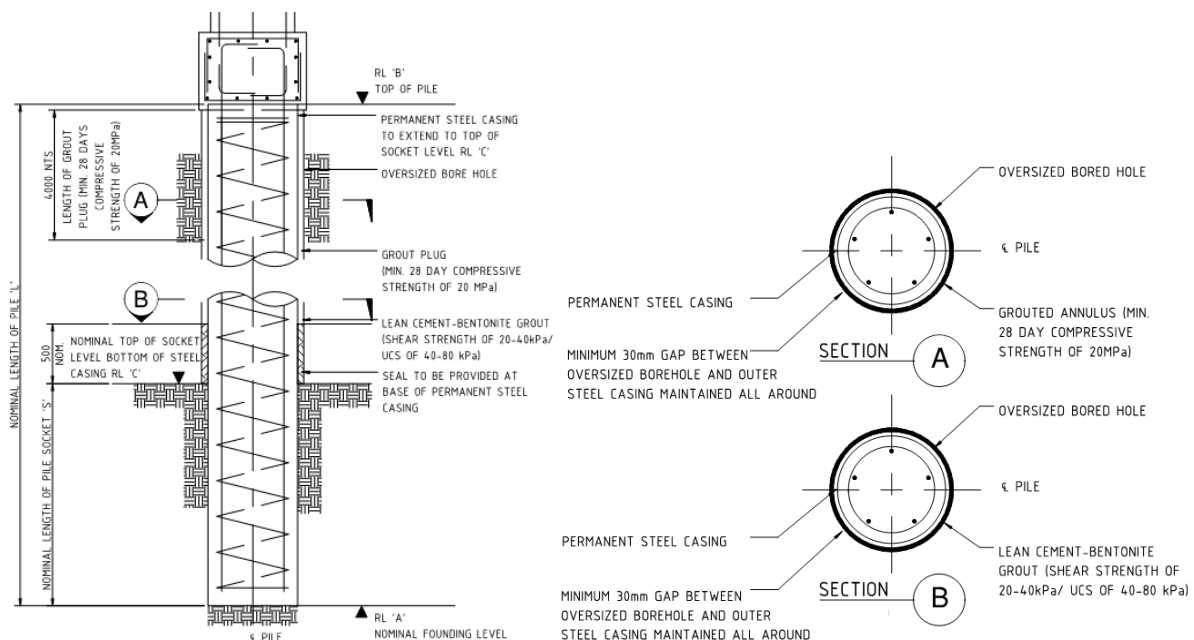 RL 'B'
TOP OF PILE
PERMANENT STEEL CASING
TO EXTEND TO TOP OF
SOCKET LEVEL RL 'C'
OVERSIZED BORE HOLE
4000 NTS
LENGTH OF GROUT
PLUG (MIN. 28 DAYS
COMPRESSIVE
STRENGTH OF 20MPa)
A
GROUT PLUG
(MIN. 28 DAY COMPRESSIVE
STRENGTH OF 20 MPa)
B
NOMINAL LENGTH OF PILE 'L'
LEAN CEMENT-BENTONITE GROUT
(SHEAR STRENGTH OF 20-40kPa/
UCS OF 40-80 kPa)
500
NOM.
NOMINAL TOP OF SOCKET
LEVEL BOTTOM OF STEEL
CASING RL 'C'
SEAL TO BE PROVIDED AT
BASE OF PERMANENT STEEL
CASING
NOMINAL LENGTH OF PILE SOCKET 'S'
RL 'A'
NOMINAL FOUNDING LEVEL
℄ PILE
OVERSIZED BORED HOLE
℄ PILE
PERMANENT STEEL CASING
GROUTED ANNULUS (MIN.
28 DAY COMPRESSIVE
STRENGTH OF 20MPa)
MINIMUM 30mm GAP BETWEEN
OVERSIZED BOREHOLE AND OUTER
STEEL CASING MAINTAINED ALL AROUND
SECTION A
OVERSIZED BORED HOLE
℄ PILE
PERMANENT STEEL CASING
LEAN CEMENT-BENTONITE
GROUT (SHEAR STRENGTH OF
20-40kPa/ UCS OF 40-80 kPa)
MINIMUM 30mm GAP BETWEEN
OVERSIZED BOREHOLE AND OUTER
STEEL CASING MAINTAINED ALL AROUND
SECTION B